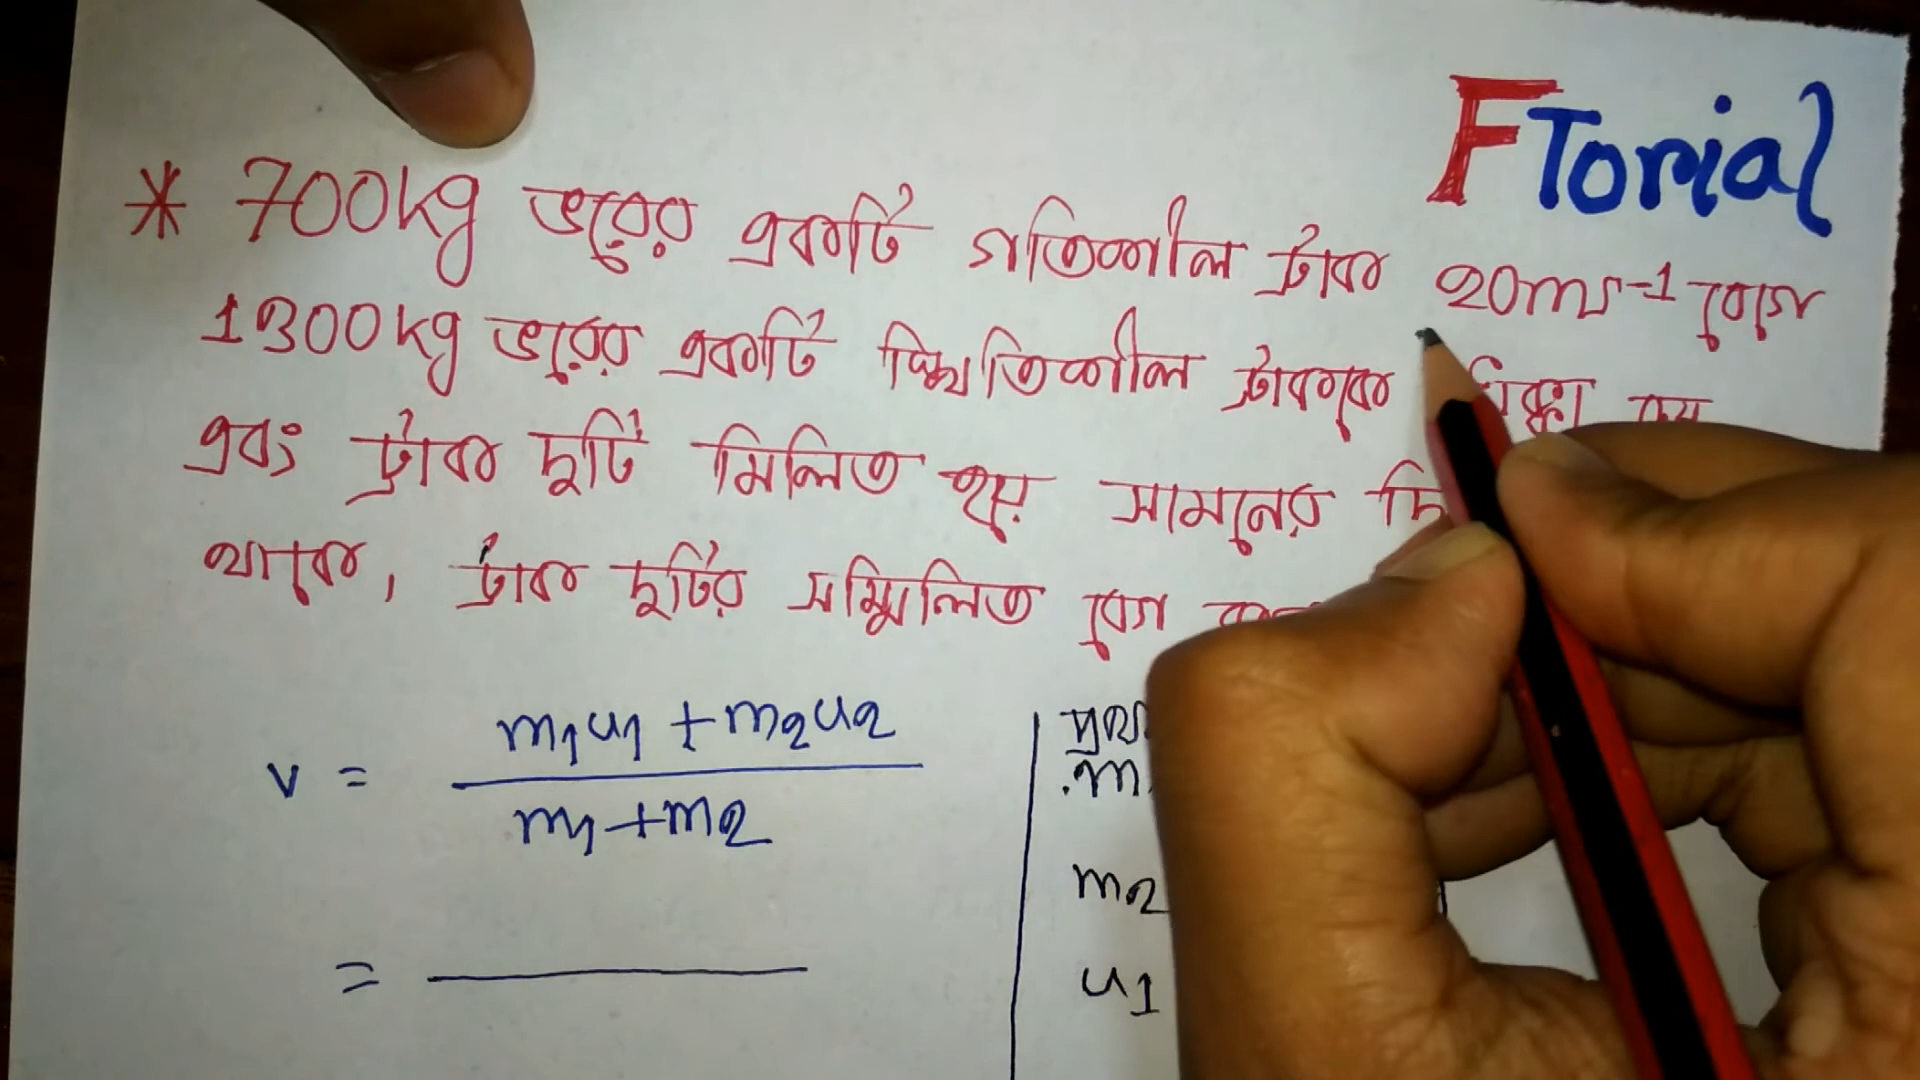 FTorial
* 700kg ভরের একটি গতিশীল ট্রাক 20ms-1 বেগে
1300kg ভরের একটি স্থিতিশীল ট্রাককে
এবং ট্রাক দুটি মিলিত হয়ে সামনের
থাকে, ট্রাক দুটির সম্মিলিত বেগ
v = m1u1 + m2u2
m1 + m2
=
m2
u1